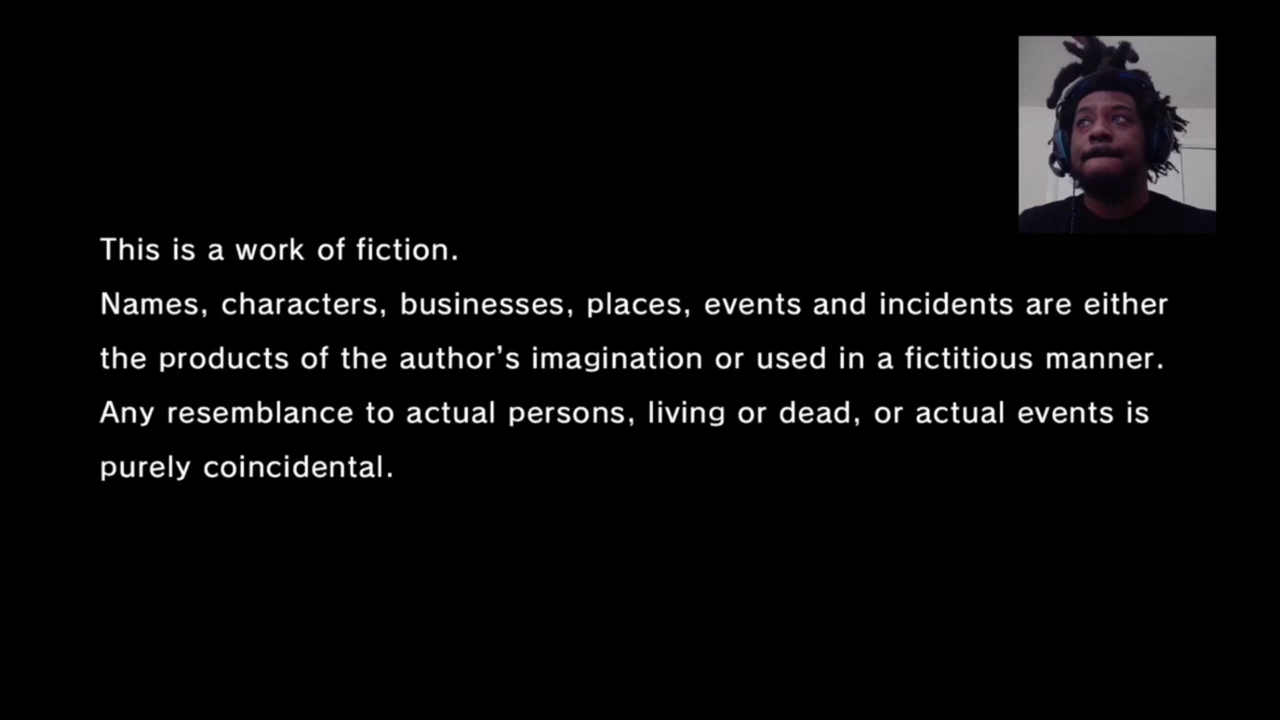 This is a work of fiction.
Names, characters, businesses, places, events and incidents are either
the products of the author’s imagination or used in a fictitious manner.
Any resemblance to actual persons, living or dead, or actual events is
purely coincidental.